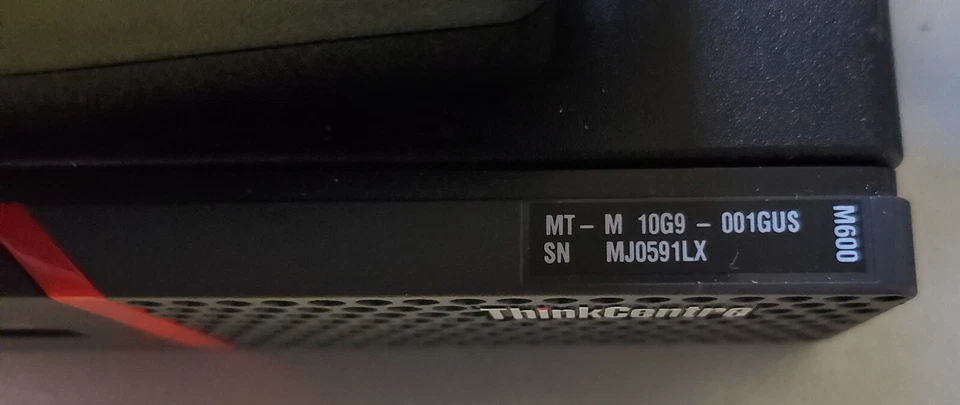 MT- M 10G9 - 001GUS
SN MJ0591LX
M600
ThinkCentre